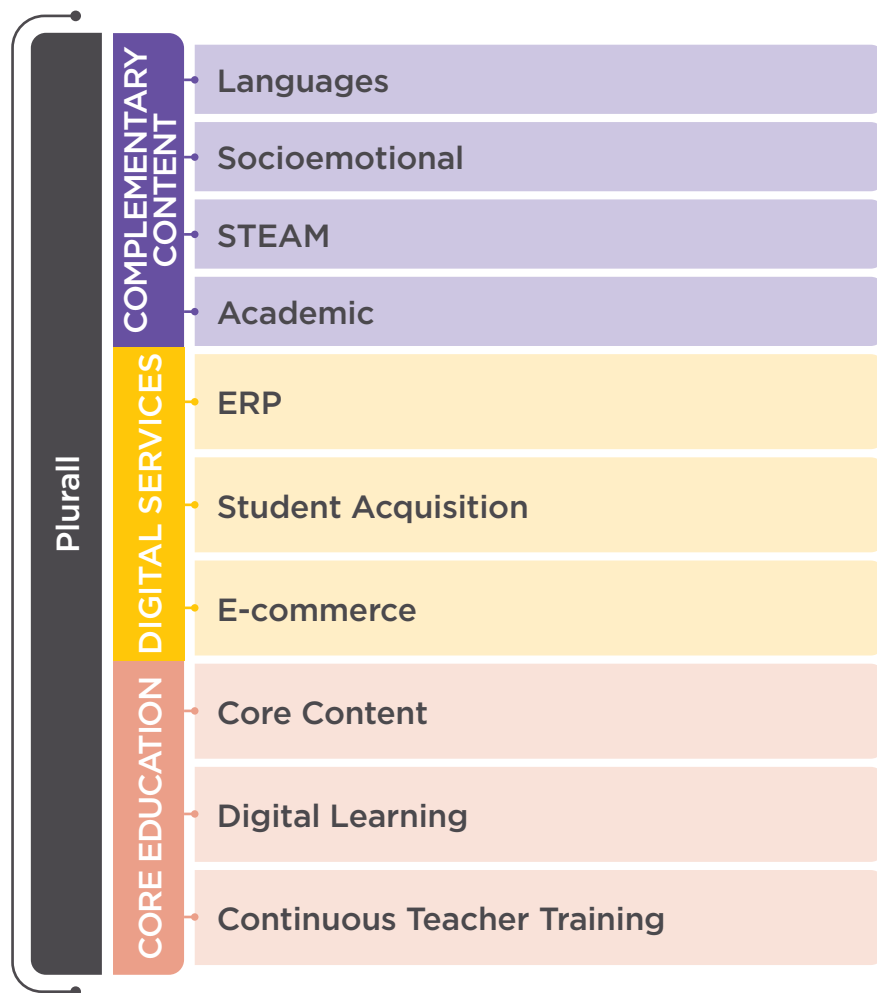 Plurall
COMPLEMENTARY
CONTENT
Languages
Socioemotional
STEAM
Academic
DIGITAL SERVICES
ERP
Student Acquisition
E-commerce
CORE EDUCATION
Core Content
Digital Learning
Continuous Teacher Training